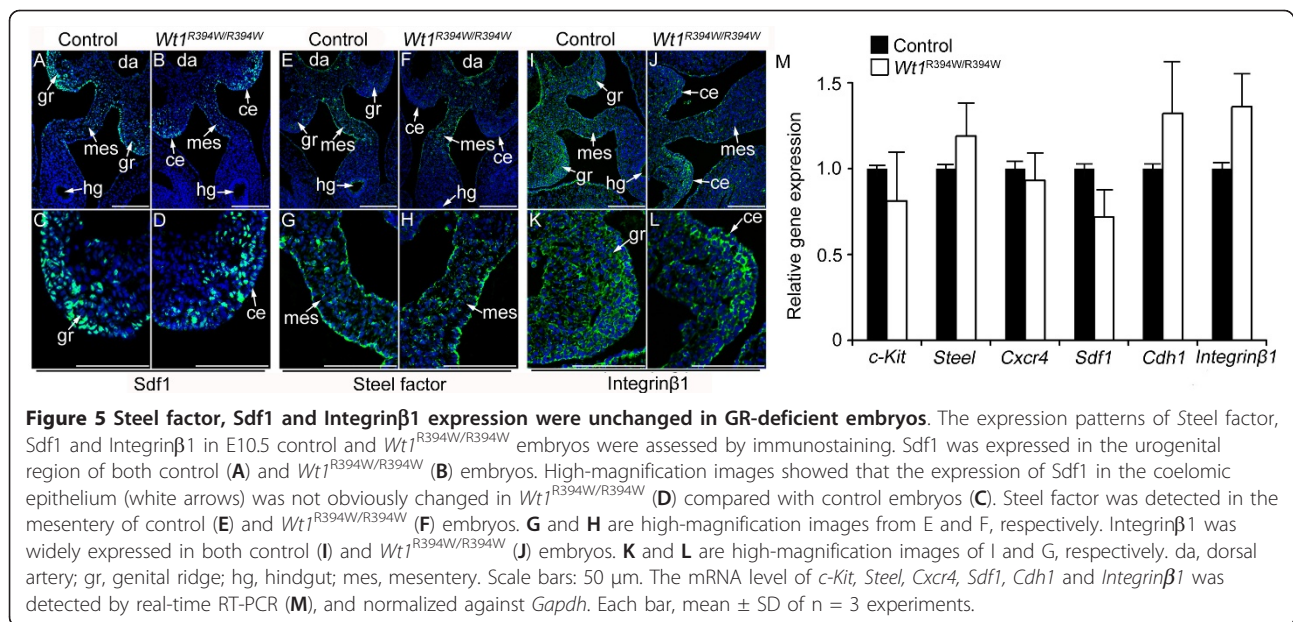 Control Wt1R394W/R394W Control Wt1R394W/R394W Control Wt1R394W/R394W
A da B da E da F da I J
gr ce gr ce gr ce
mes mes mes mes mes mes
gr ce gr ce gr hg ce
hg hg hg hg
C D G H K L
gr ce mes mes gr ce
Sdf1 Steel factor Integrinβ1
M
Control
Wt1R394W/R394W
Relative gene expression
1.5
1.0
0.5
0
c-Kit Steel Cxcr4 Sdf1 Cdh1 Integrinβ1
Figure 5 Steel factor, Sdf1 and Integrinβ1 expression were unchanged in GR-deficient embryos. The expression patterns of Steel factor,
Sdf1 and Integrinβ1 in E10.5 control and Wt1R394W/R394W embryos were assessed by immunostaining. Sdf1 was expressed in the urogenital
region of both control (A) and Wt1R394W/R394W (B) embryos. High-magnification images showed that the expression of Sdf1 in the coelomic
epithelium (white arrows) was not obviously changed in Wt1R394W/R394W (D) compared with control embryos (C). Steel factor was detected in the
mesentery of control (E) and Wt1R394W/R394W (F) embryos. G and H are high-magnification images from E and F, respectively. Integrinβ1 was
widely expressed in both control (I) and Wt1R394W/R394W (J) embryos. K and L are high-magnification images of I and G, respectively. da, dorsal
artery; gr, genital ridge; hg, hindgut; mes, mesentery. Scale bars: 50 μm. The mRNA level of c-Kit, Steel, Cxcr4, Sdf1, Cdh1 and Integrinβ1 was
detected by real-time RT-PCR (M), and normalized against Gapdh. Each bar, mean ± SD of n = 3 experiments.